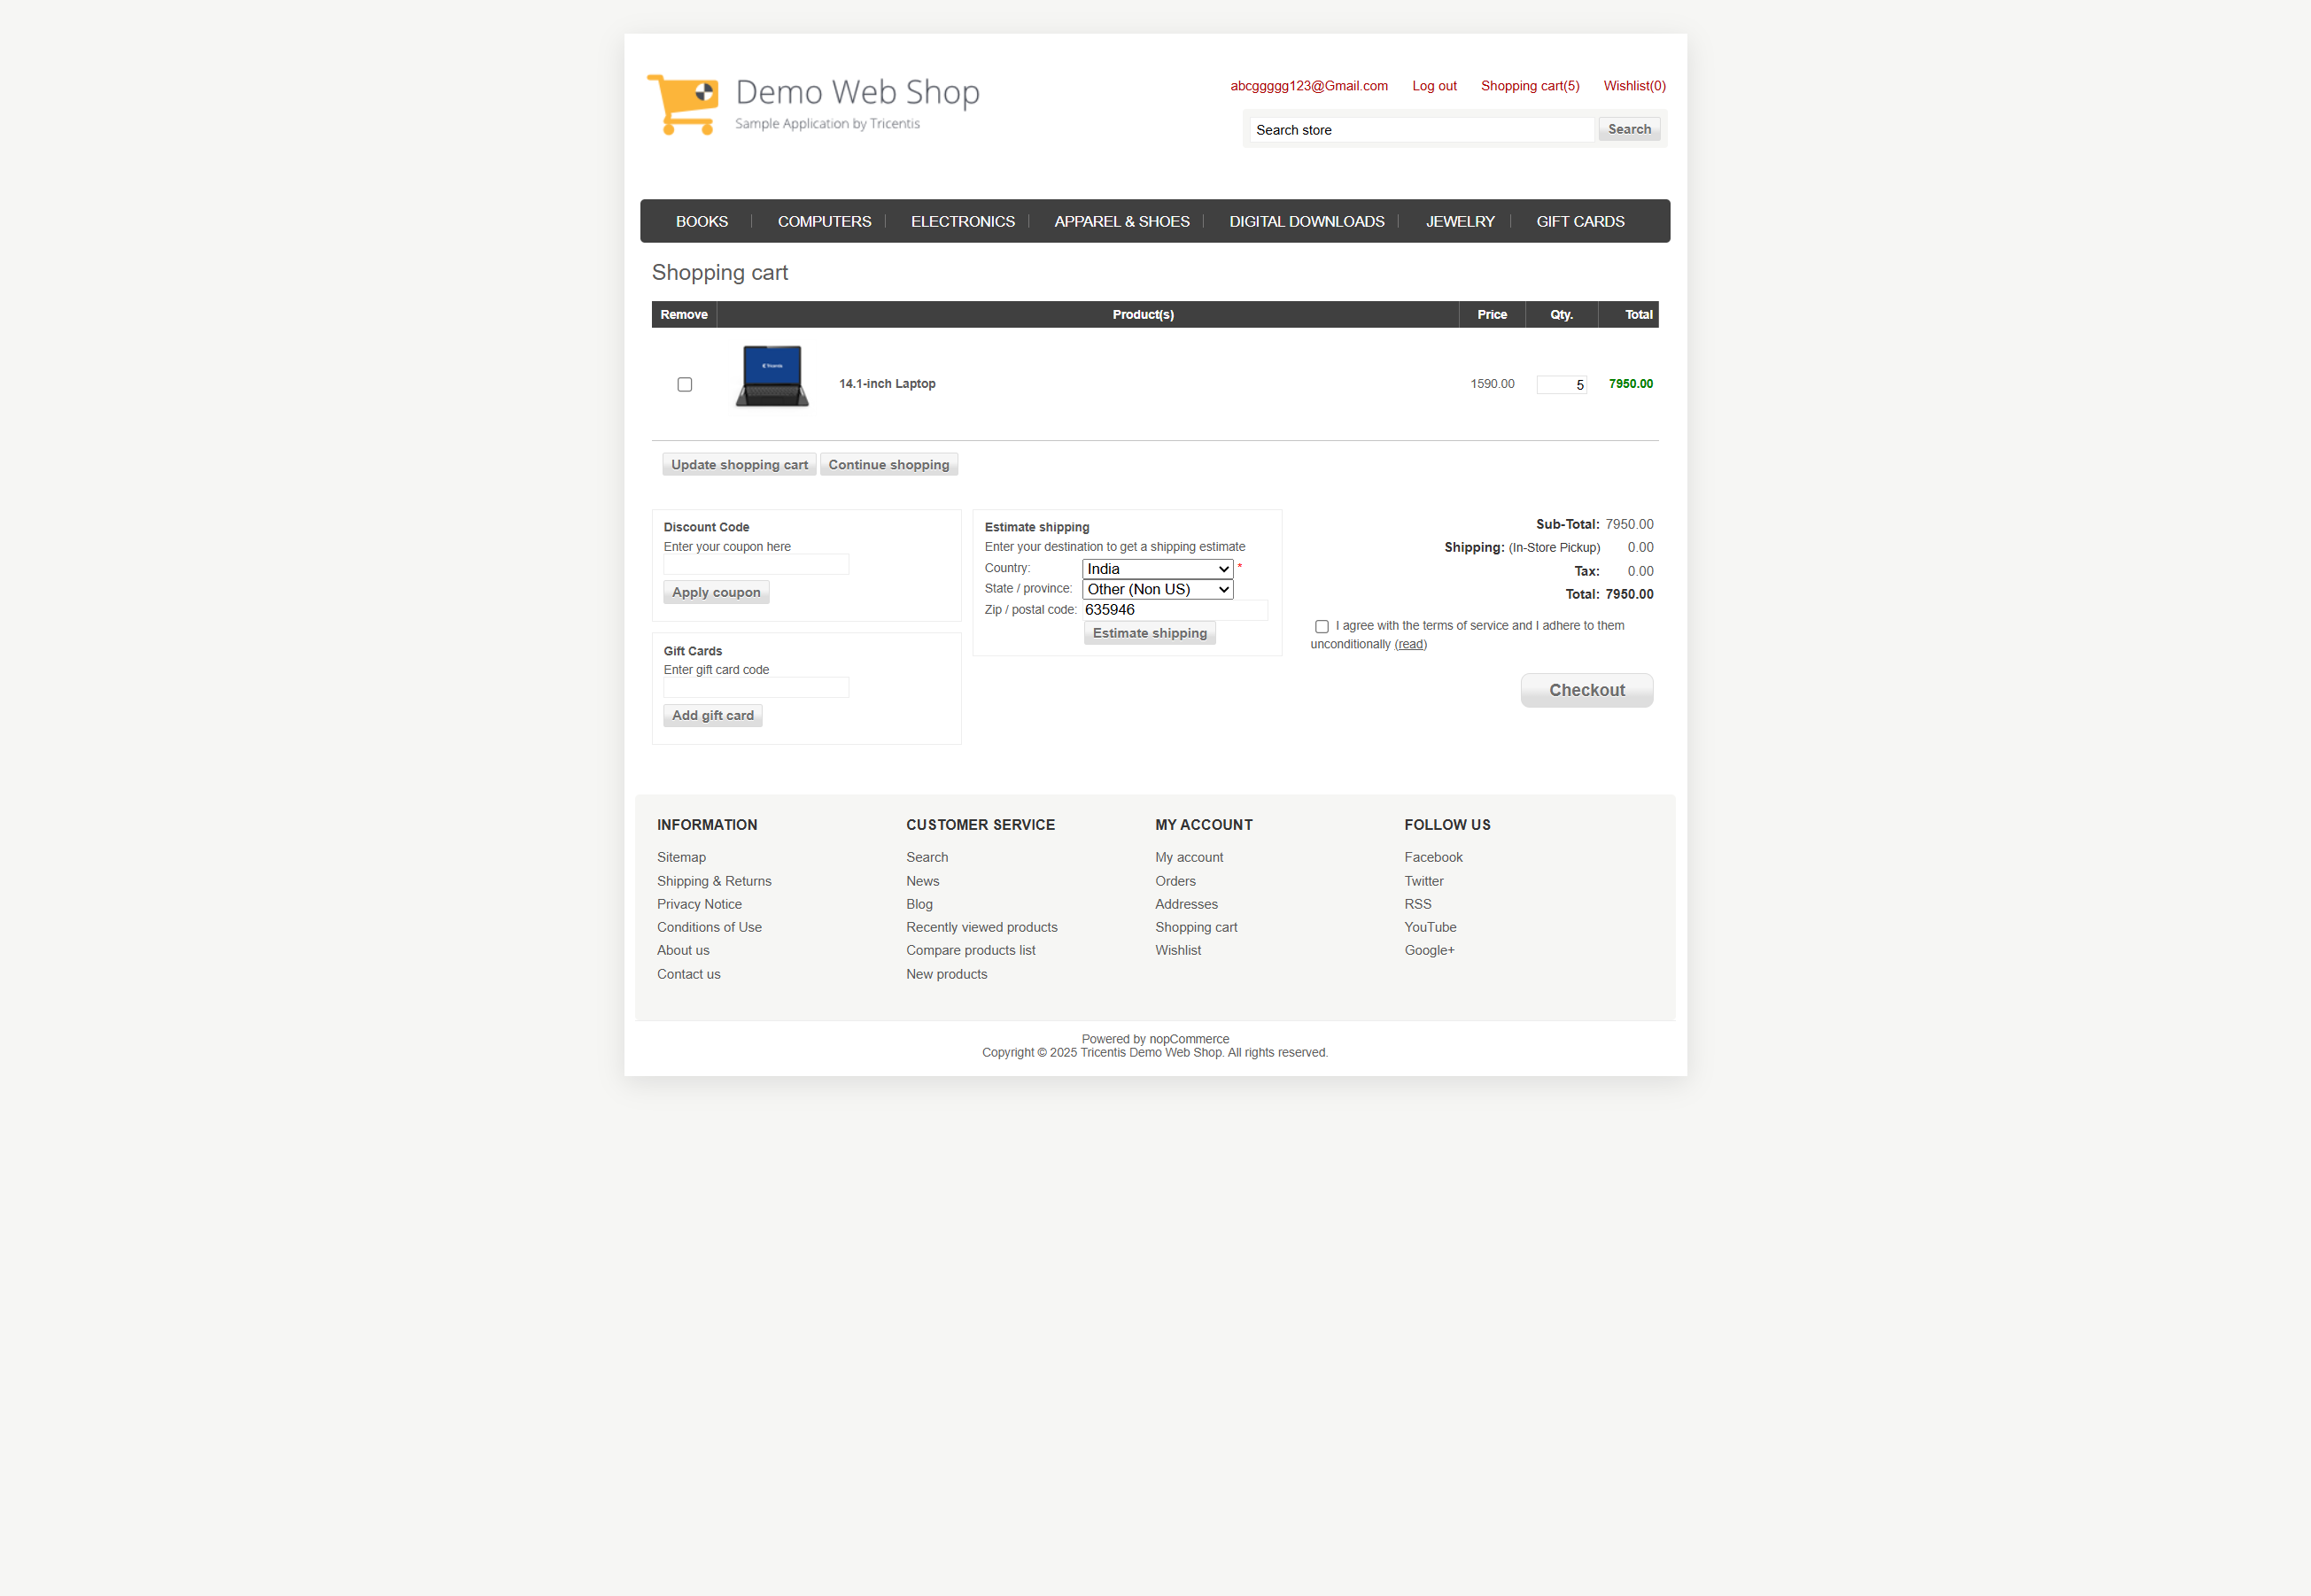 Demo Web Shop
Sample Application by Tricentis
abcggggg123@Gmail.com Log out Shopping cart(5) Wishlist(0)
Search store Search
BOOKS COMPUTERS ELECTRONICS APPAREL & SHOES DIGITAL DOWNLOADS JEWELRY GIFT CARDS
Shopping cart
Remove Product(s) Price Qty. Total
Tricentis
14.1-inch Laptop 1590.00 5 7950.00
Update shopping cart Continue shopping
Discount Code
Enter your coupon here
Apply coupon
Gift Cards
Enter gift card code
Add gift card
Estimate shipping
Enter your destination to get a shipping estimate
Country: India *
State / province: Other (Non US)
Zip / postal code: 635946
Estimate shipping
Sub-Total: 7950.00
Shipping: (In-Store Pickup) 0.00
Tax: 0.00
Total: 7950.00
I agree with the terms of service and I adhere to them
unconditionally (read)
Checkout
INFORMATION
Sitemap
Shipping & Returns
Privacy Notice
Conditions of Use
About us
Contact us
CUSTOMER SERVICE
Search
News
Blog
Recently viewed products
Compare products list
New products
MY ACCOUNT
My account
Orders
Addresses
Shopping cart
Wishlist
FOLLOW US
Facebook
Twitter
RSS
YouTube
Google+
Powered by nopCommerce
Copyright © 2025 Tricentis Demo Web Shop. All rights reserved.